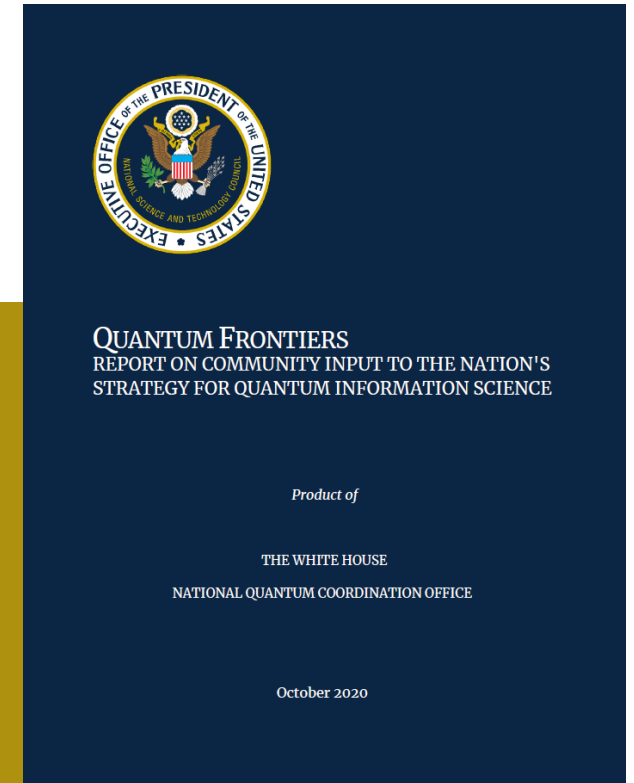 EXECUTIVE OFFICE OF THE PRESIDENT OF THE UNITED STATES
NATIONAL SCIENCE AND TECHNOLOGY COUNCIL
QUANTUM FRONTIERS
REPORT ON COMMUNITY INPUT TO THE NATION'S
STRATEGY FOR QUANTUM INFORMATION SCIENCE
Product of
THE WHITE HOUSE
NATIONAL QUANTUM COORDINATION OFFICE
October 2020